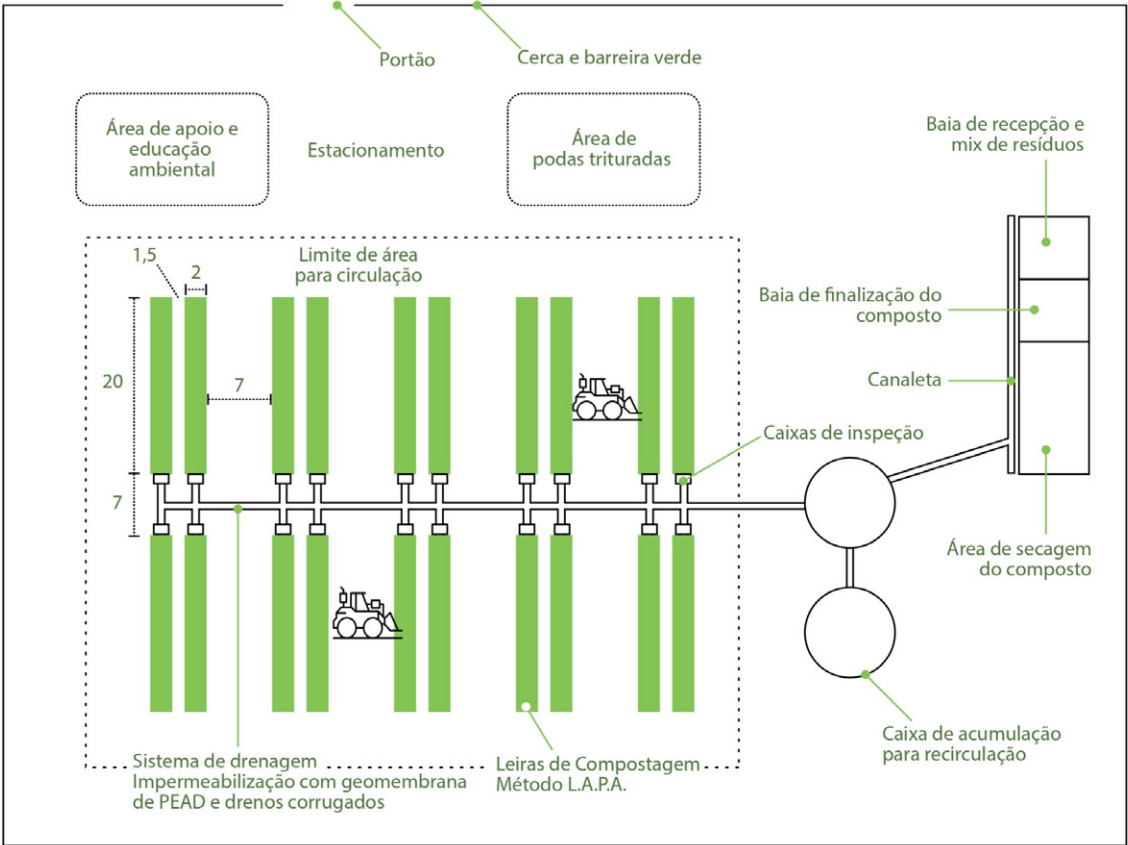 Portão
Cerca e barreira verde
Área de apoio e
educação
ambiental
Estacionamento
Área de
podas trituradas
Baia de recepção e
mix de resíduos
Limite de área
para circulação
1,5
2
Baia de finalização do
composto
20
7
Canaleta
Caixas de inspeção
7
Área de secagem
do composto
Sistema de drenagem
Impermeabilização com geomembrana
de PEAD e drenos corrugados
Leiras de Compostagem
Método L.A.P.A.
Caixa de acumulação
para recirculação